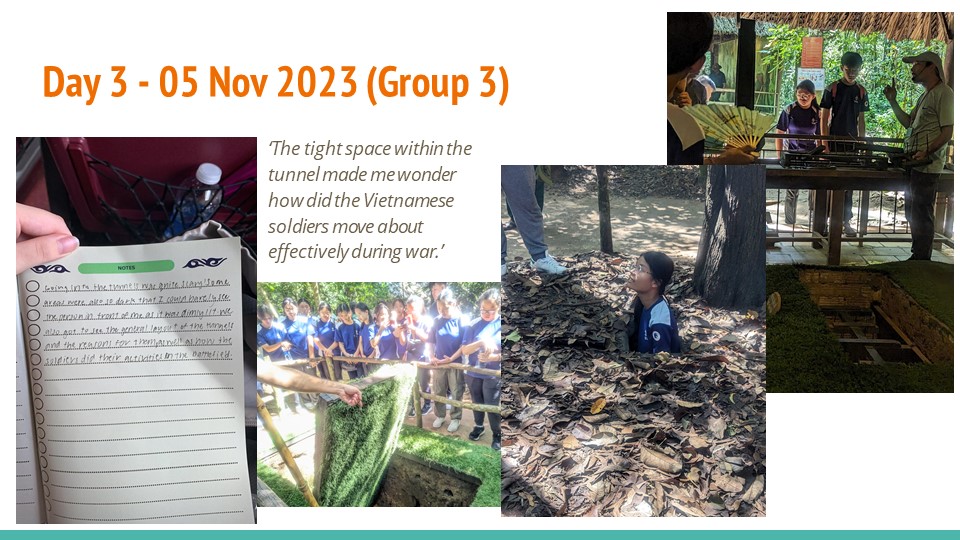 Day 3 - 05 Nov 2023 (Group 3)
‘The tight space within the
tunnel made me wonder
how did the Vietnamese
soldiers move about
effectively during war.’
NOTES
Going into the tunnel was quite scary. Some
areas were also so dark that I could barely see
the person in front of me as it was dimly lit. We
also got to see the general layout of the tunnels
and the reasons for them as well as how the
soldiers did their activities on the battlefield.